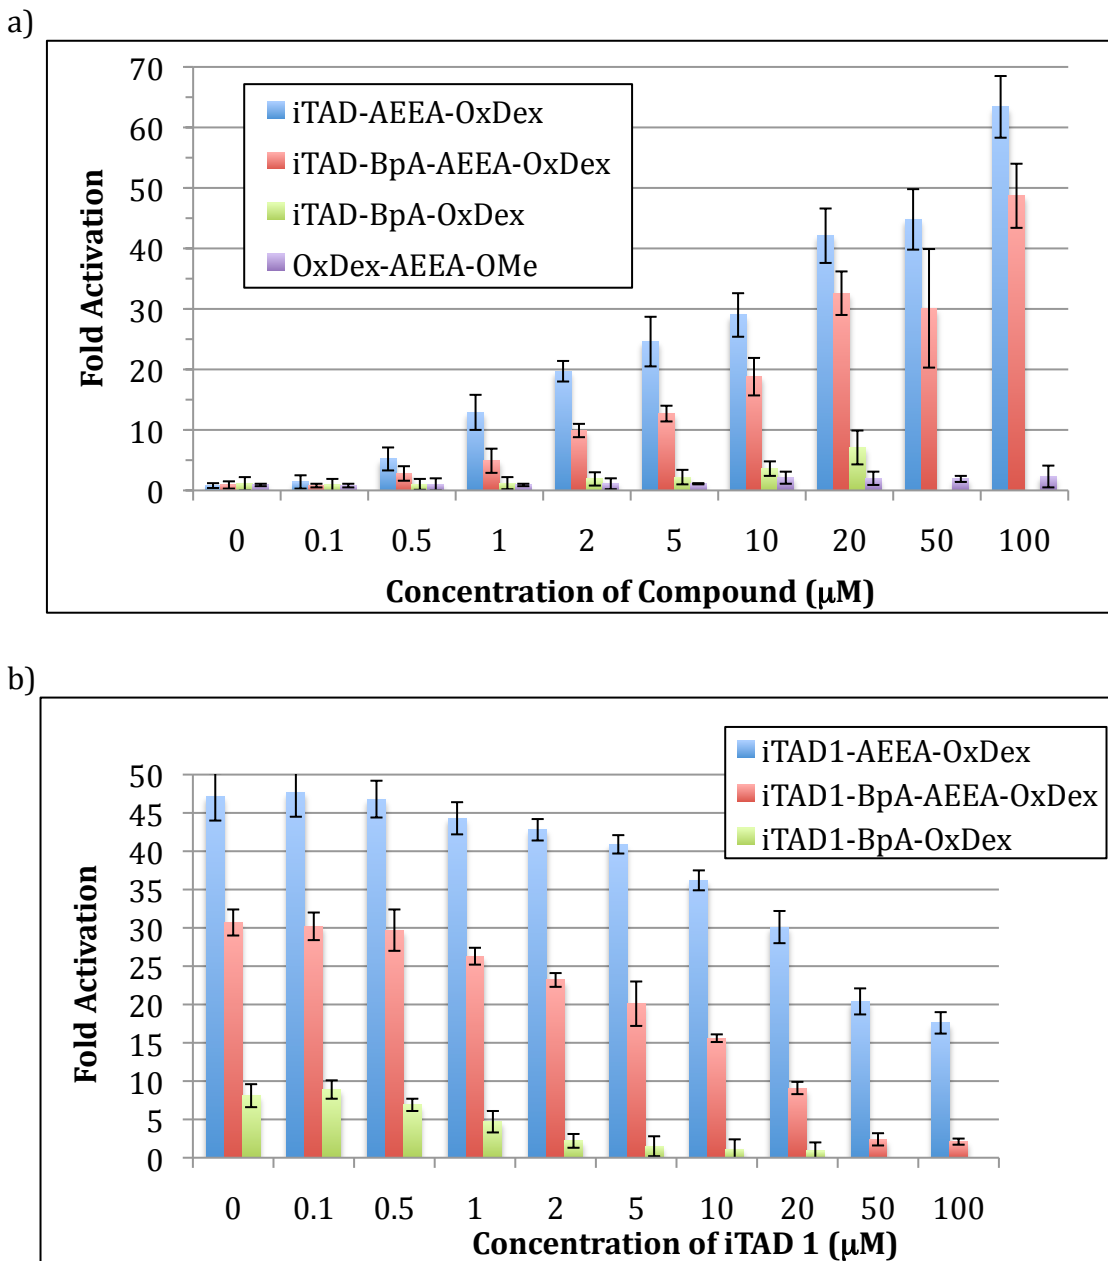 a)
70
60
50
40
30
20
10
0
Fold Activation
iTAD-AEEA-OxDex
iTAD-BpA-AEEA-OxDex
iTAD-BpA-OxDex
OxDex-AEEA-OMe
0 0.1 0.5 1 2 5 10 20 50 100
Concentration of Compound (μM)
b)
50
45
40
35
30
25
20
15
10
5
0
Fold Activation
iTAD1-AEEA-OxDex
iTAD1-BpA-AEEA-OxDex
iTAD1-BpA-OxDex
0 0.1 0.5 1 2 5 10 20 50 100
Concentration of iTAD 1 (μM)